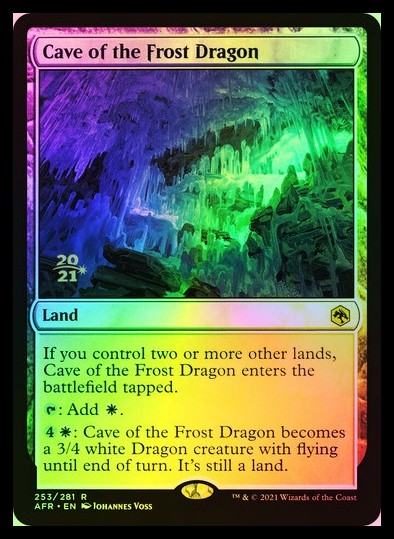 Cave of the Frost Dragon
20
21
Land
If you control two or more other lands,
Cave of the Frost Dragon enters the
battlefield tapped.
: Add ☀.
4 ☀: Cave of the Frost Dragon becomes
a 3/4 white Dragon creature with flying
until end of turn. It's still a land.
253/281 R
AFR • EN Johannes Voss
™ & © 2021 Wizards of the Coast